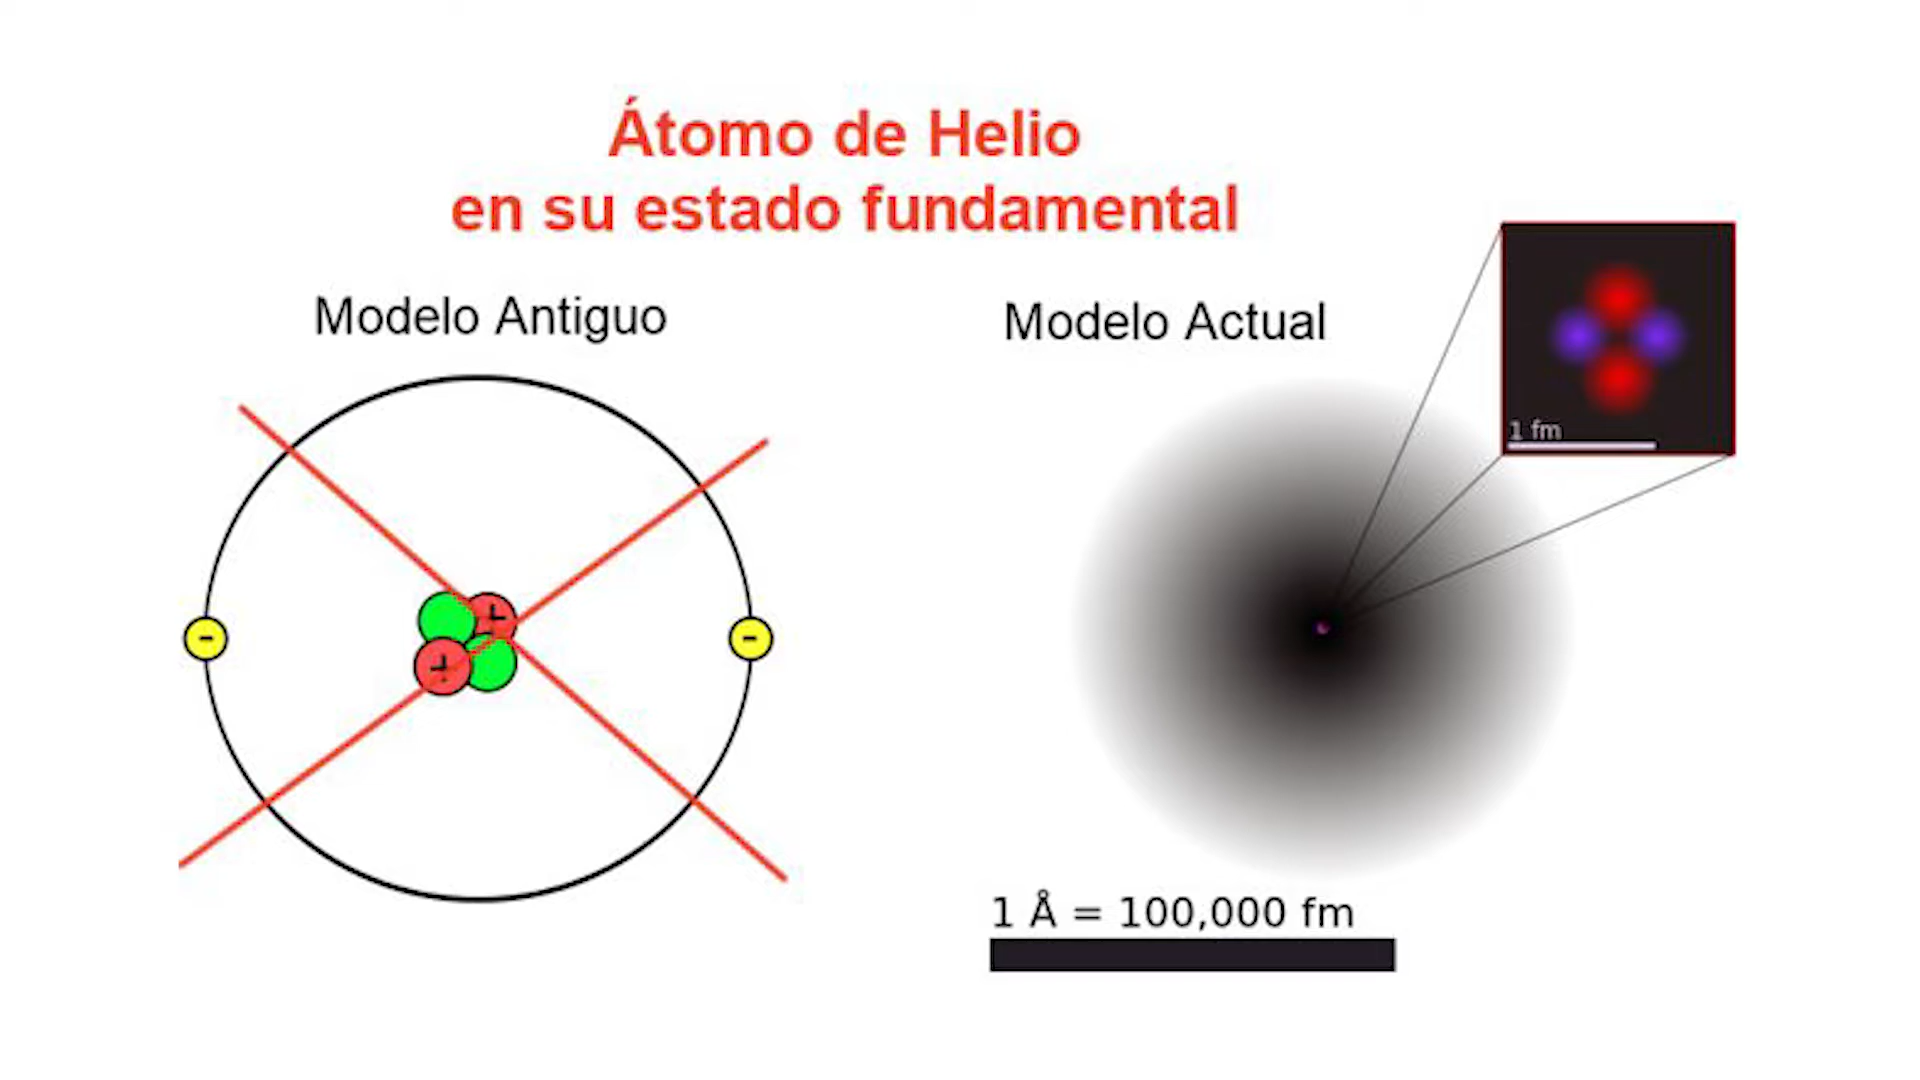 Átomo de Helio
en su estado fundamental
Modelo Antiguo
Modelo Actual
1 fm
- + + -
1 Å = 100,000 fm